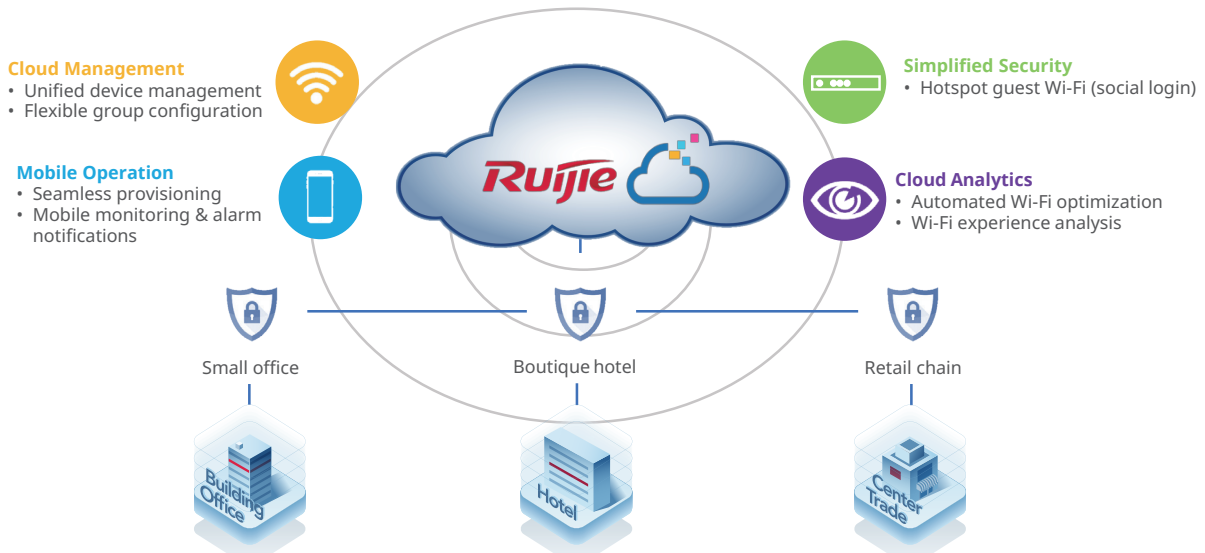 Cloud Management
• Unified device management
• Flexible group configuration
Mobile Operation
• Seamless provisioning
• Mobile monitoring & alarm
notifications
Ruijie
Simplified Security
• Hotspot guest Wi-Fi (social login)
Cloud Analytics
• Automated Wi-Fi optimization
• Wi-Fi experience analysis
Small office
Boutique hotel
Retail chain
Building
Office
Hotel
Center
Trade